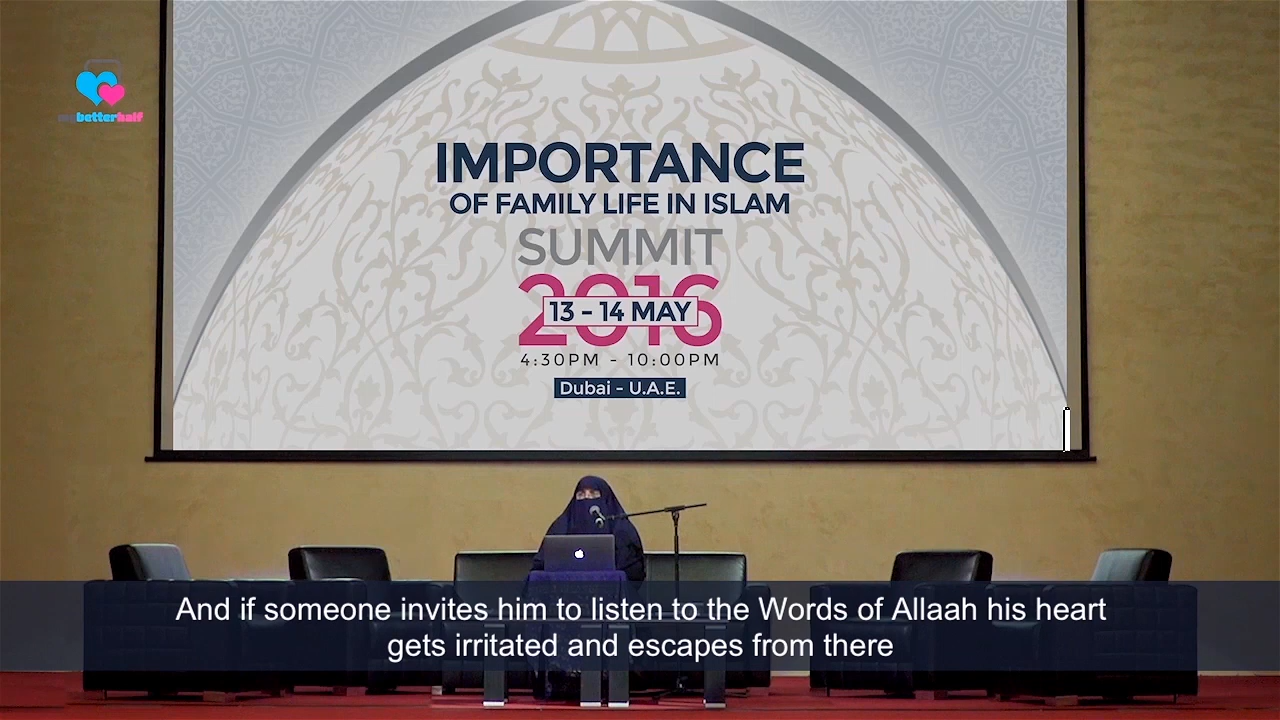 mybetterhalf
IMPORTANCE
OF FAMILY LIFE IN ISLAM
SUMMIT
2016
13 - 14 MAY
4:30PM - 10:00PM
Dubai - U.A.E.
And if someone invites him to listen to the Words of Allaah his heart
gets irritated and escapes from there